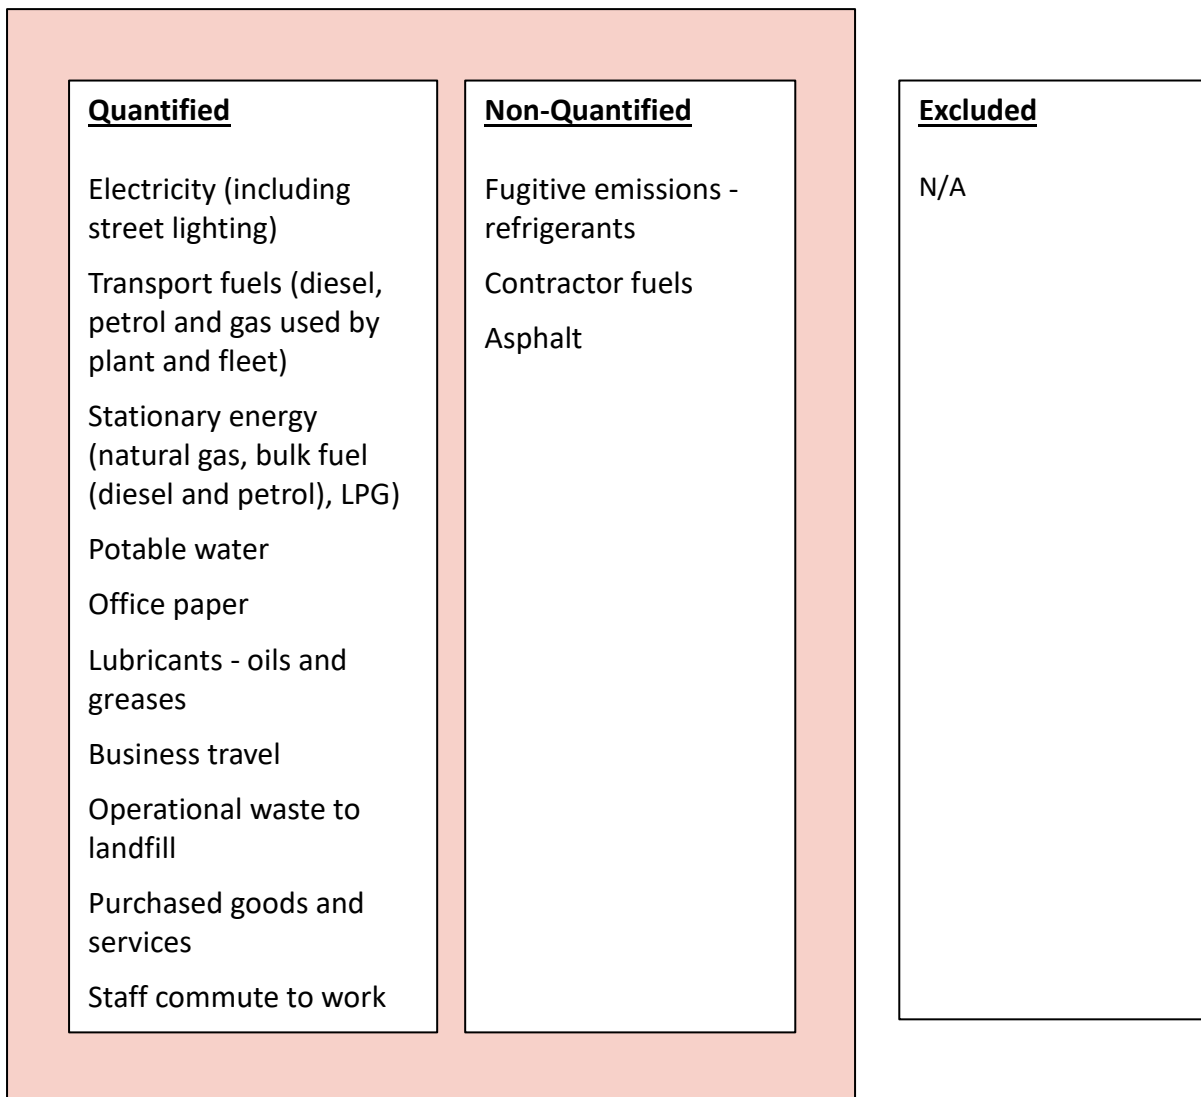 Quantified
Electricity (including
street lighting)
Transport fuels (diesel,
petrol and gas used by
plant and fleet)
Stationary energy
(natural gas, bulk fuel
(diesel and petrol), LPG)
Potable water
Office paper
Lubricants - oils and
greases
Business travel
Operational waste to
landfill
Purchased goods and
services
Staff commute to work
Non-Quantified
Fugitive emissions -
refrigerants
Contractor fuels
Asphalt
Excluded
N/A